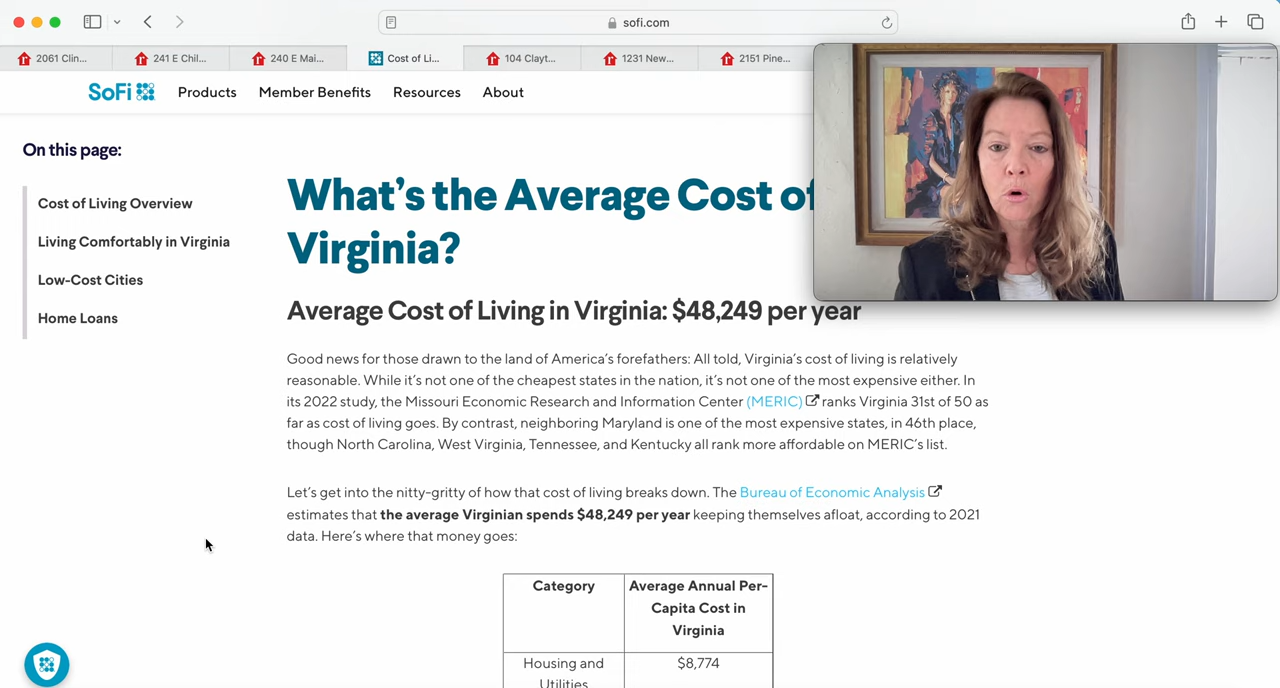 sofi.com
2061 Clin...
241 E Chil...
240 E Mai...
Cost of Li...
104 Clayt...
1231 New...
2151 Pine...
SoFi
Products
Member Benefits
Resources
About
On this page:
Cost of Living Overview
Living Comfortably in Virginia
Low-Cost Cities
Home Loans
What's the Average Cost of
Virginia?
Average Cost of Living in Virginia: $48,249 per year
Good news for those drawn to the land of America's forefathers: All told, Virginia's cost of living is relatively
reasonable. While it's not one of the cheapest states in the nation, it's not one of the most expensive either. In
its 2022 study, the Missouri Economic Research and Information Center (MERIC) ranks Virginia 31st of 50 as
far as cost of living goes. By contrast, neighboring Maryland is one of the most expensive states, in 46th place,
though North Carolina, West Virginia, Tennessee, and Kentucky all rank more affordable on MERIC's list.
Let's get into the nitty-gritty of how that cost of living breaks down. The Bureau of Economic Analysis
estimates that the average Virginian spends $48,249 per year keeping themselves afloat, according to 2021
data. Here's where that money goes:
Category
Average Annual Per-
Capita Cost in
Virginia
Housing and
Utilities
$8,774